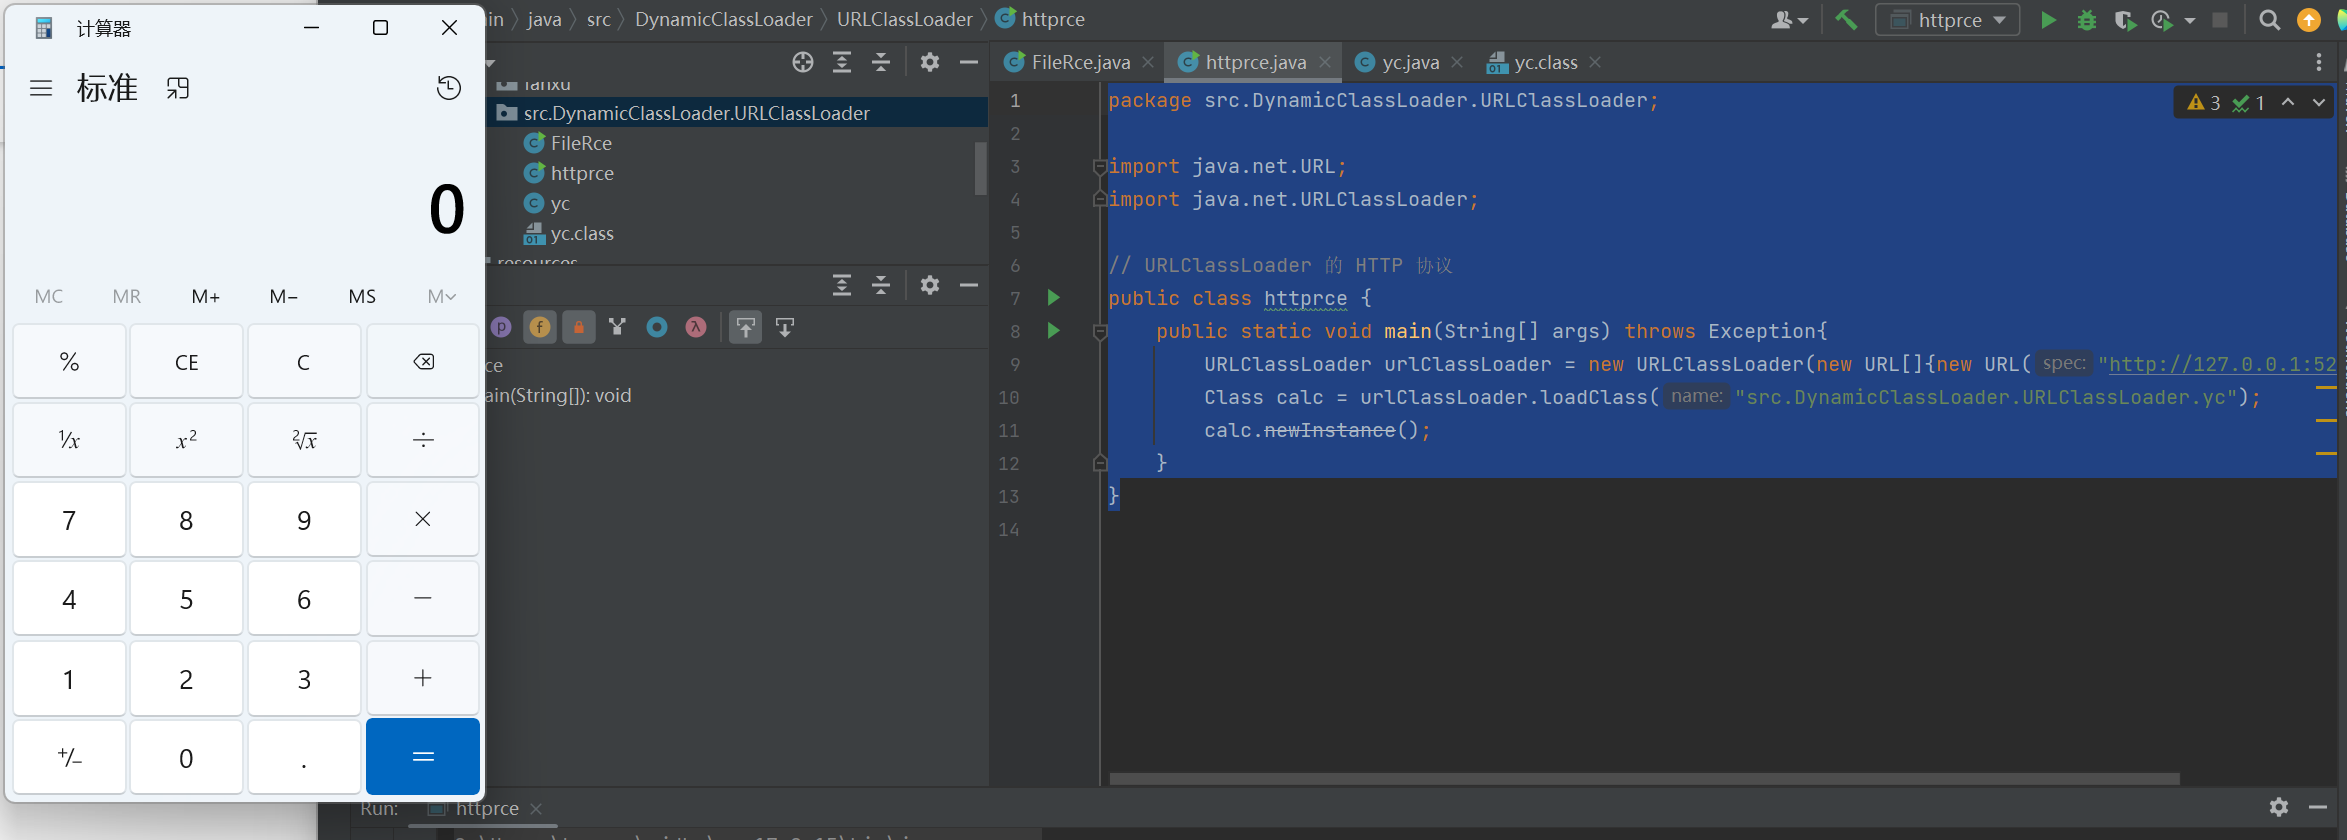 计算器
标准
0
MC MR M+ M− MS M
% CE C
⅟x x² ²√x ÷
7 8 9 ×
4 5 6 −
1 2 3 +
+/− 0 . =
java src DynamicClassLoader URLClassLoader httprce
httprce
src.DynamicClassLoader.URLClassLoader
FileRce
httprce
yc
yc.class
resources
ain(String[]): void
FileRce.java httprce.java yc.java yc.class
3 1
1 package src.DynamicClassLoader.URLClassLoader;
2
3 import java.net.URL;
4 import java.net.URLClassLoader;
5
6 // URLClassLoader 的 HTTP 协议
7 public class httprce {
8 public static void main(String[] args) throws Exception{
9 URLClassLoader urlClassLoader = new URLClassLoader(new URL[]{new URL( spec: "http://127.0.0.1:52
10 Class calc = urlClassLoader.loadClass( name: "src.DynamicClassLoader.URLClassLoader.yc");
11 calc.newInstance();
12 }
13 }
14
Run: httprce